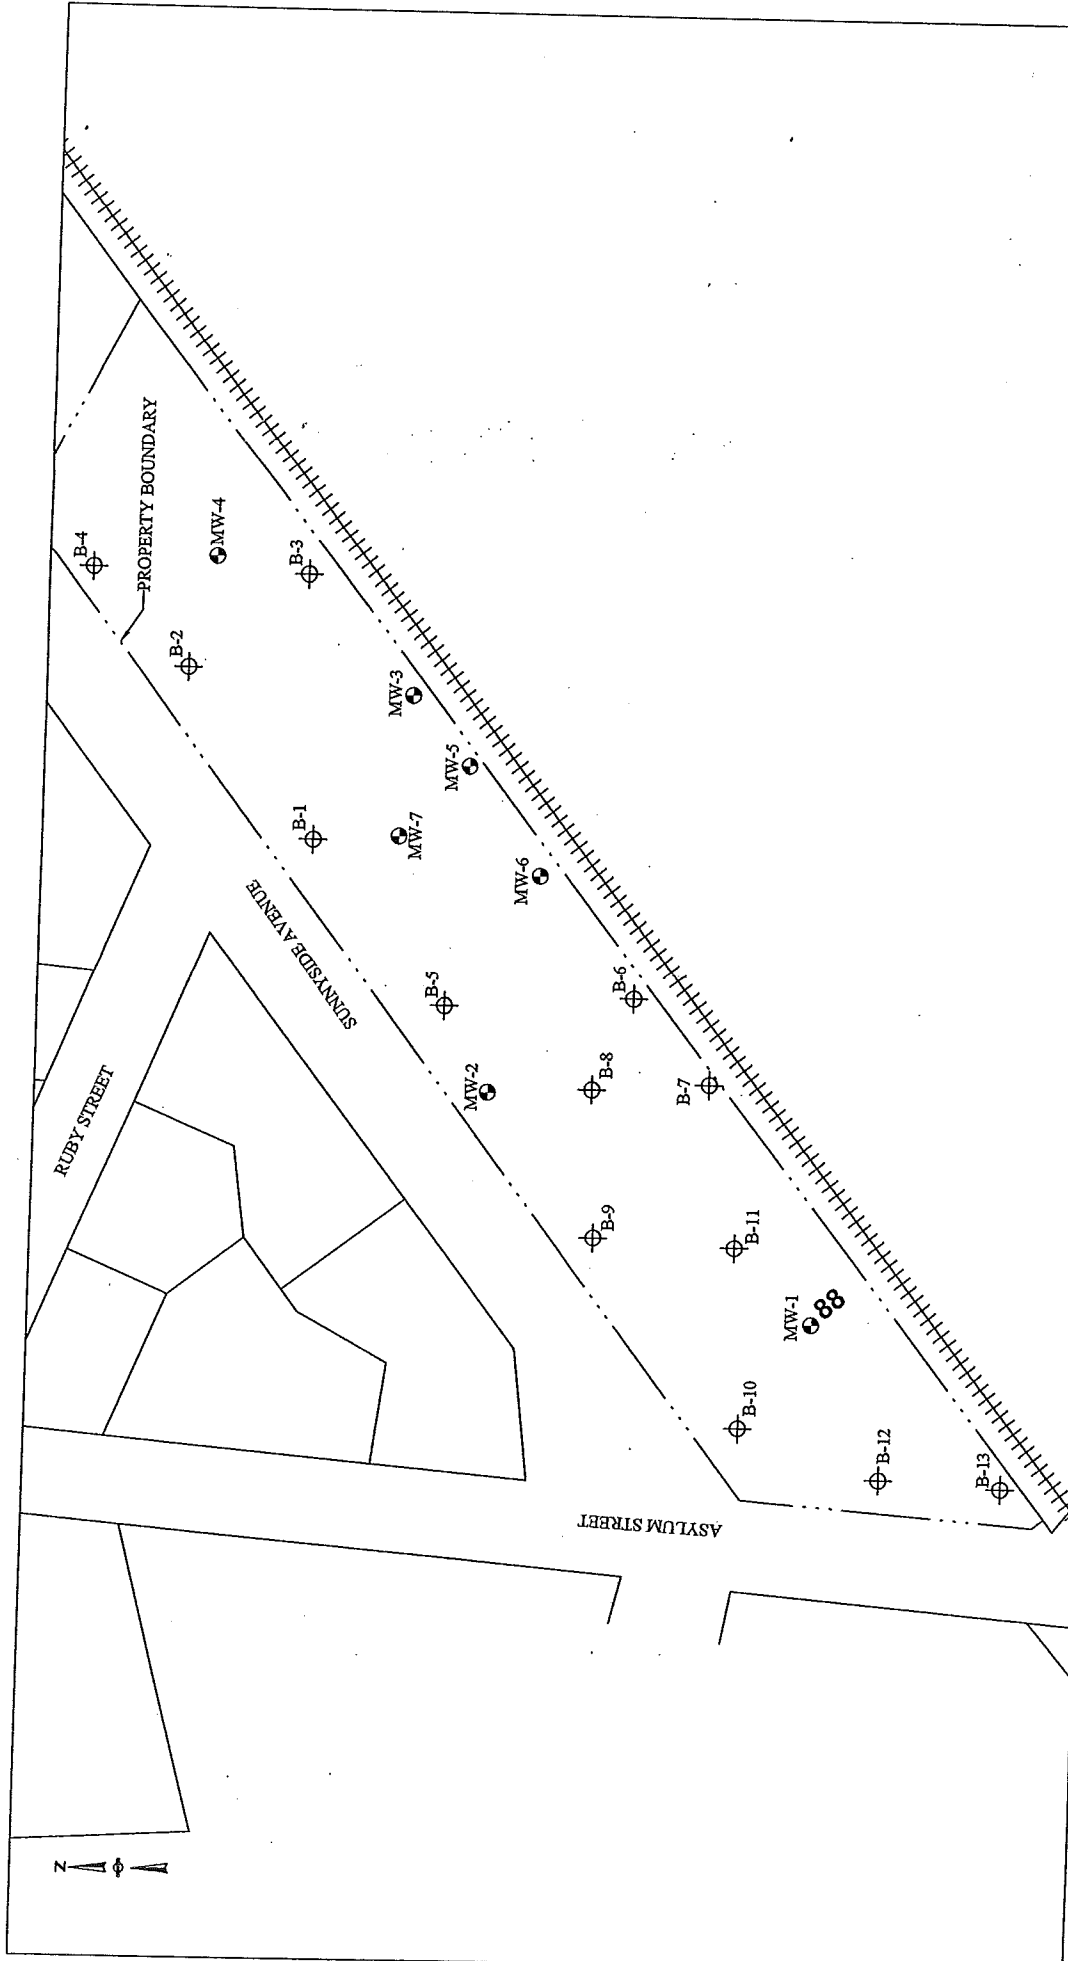 B-4
PROPERTY BOUNDARY
MW-4
B-2
B-3
MW-3
MW-5
B-1
MW-7
MW-6
SUNNYSIDE AVENUE
B-5
B-6
MW-2
B-8
B-7
RUBY STREET
B-9
B-11
MW-1
88
B-10
B-12
B-13
ASYLUM STREET
N